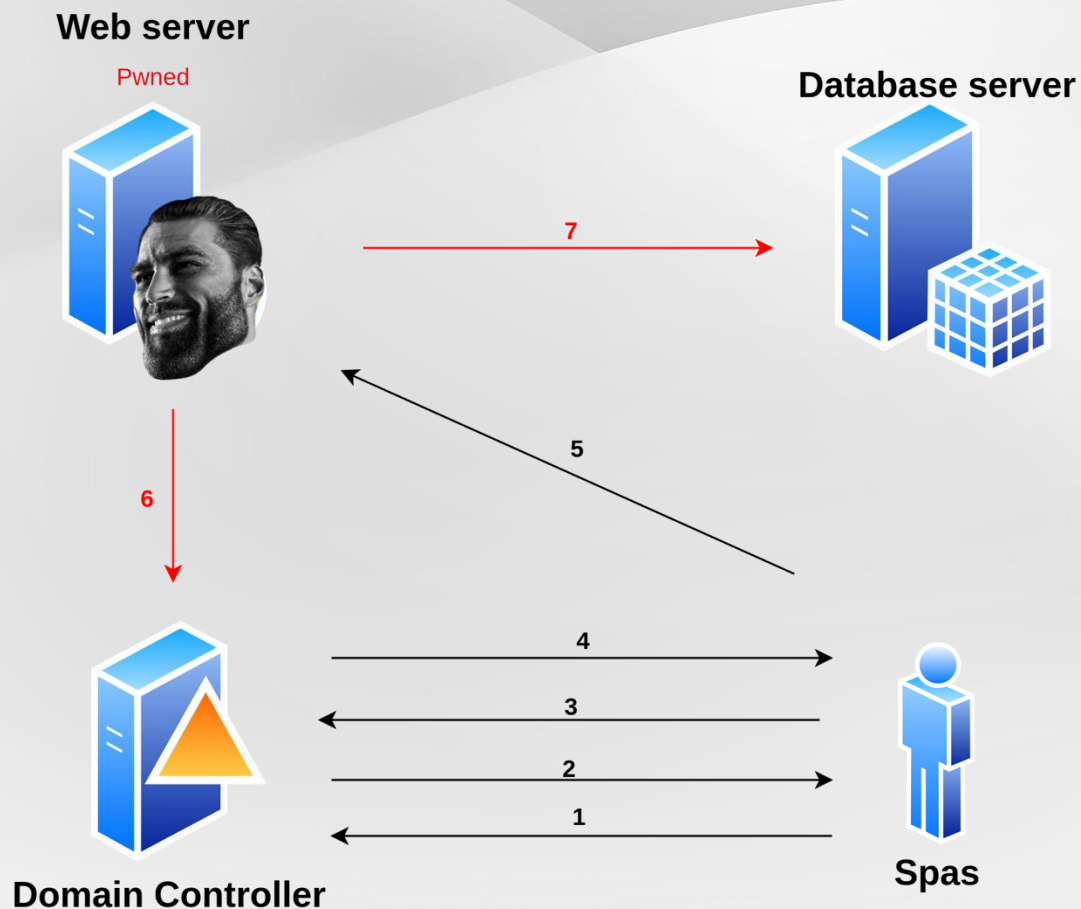 Web server
Pwned
Database server
7
5
6
4
3
2
1
Spas
Domain Controller